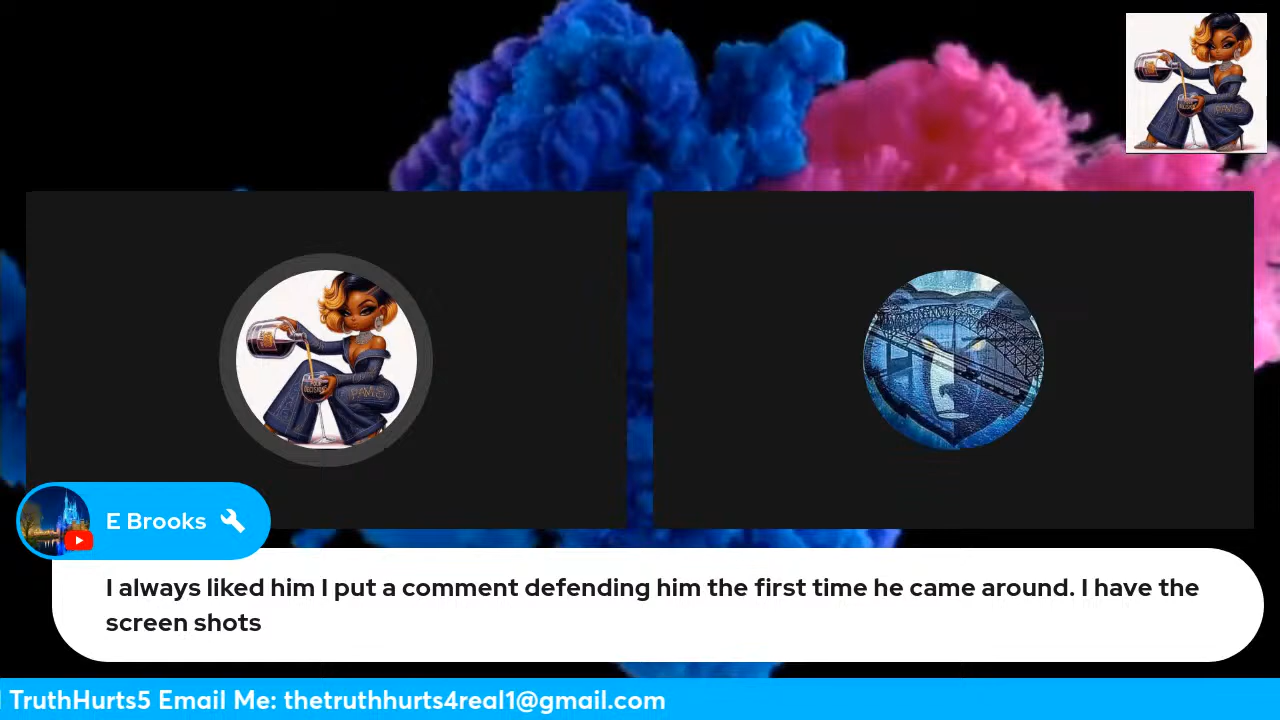 E Brooks
I always liked him I put a comment defending him the first time he came around. I have the
screen shots
TruthHurts5 Email Me: thetruthhurts4real1@gmail.com